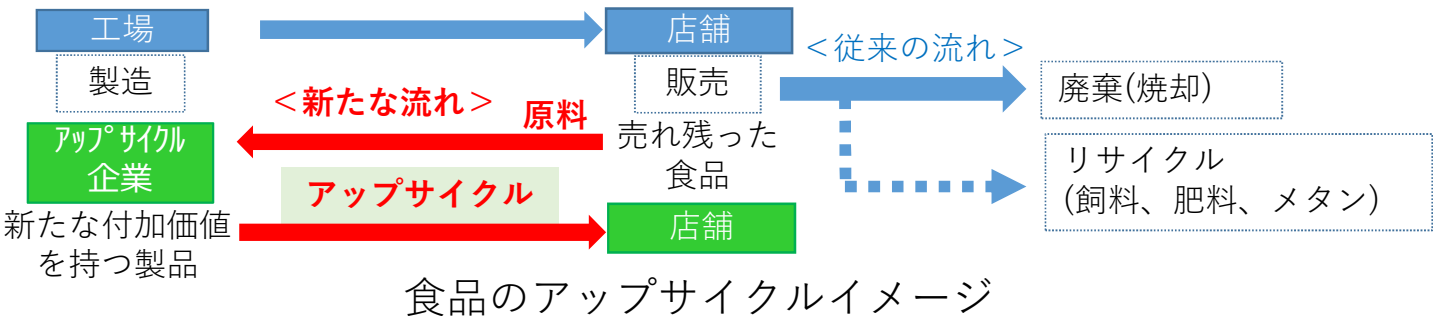 工場
製造
店舗
販売
＜従来の流れ＞
廃棄(焼却)
リサイクル
(飼料、肥料、メタン)
＜新たな流れ＞
原料
売れ残った
食品
ｱｯﾌﾟｻｲｸﾙ
企業
アップサイクル
新たな付加価値
を持つ製品
店舗
食品のアップサイクルイメージ